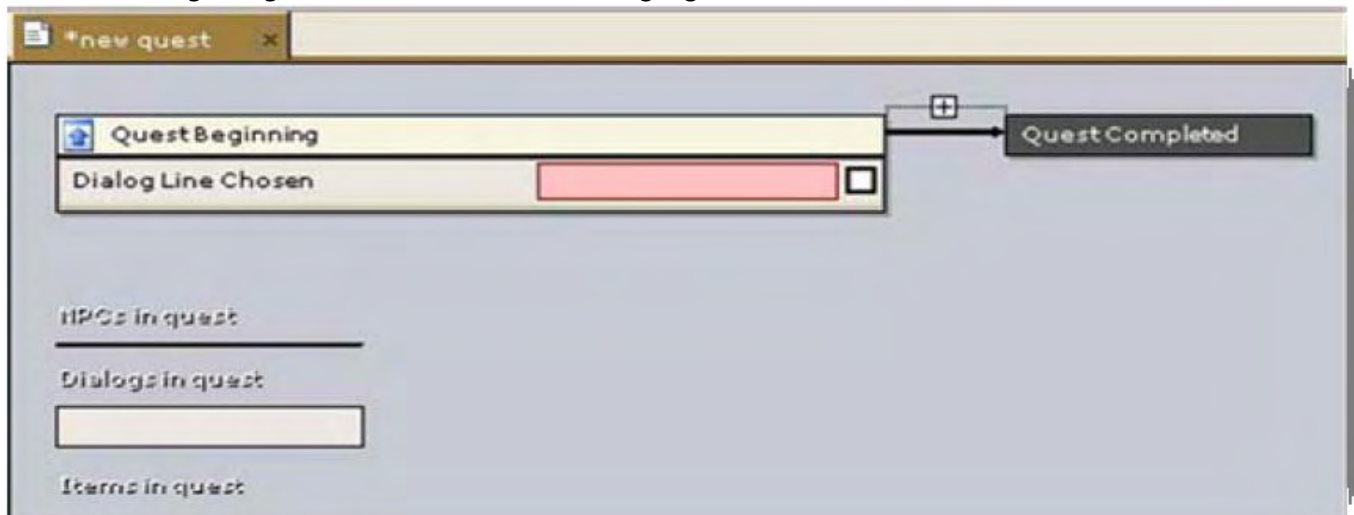 *new quest
Quest Beginning
Quest Completed
Dialog Line Chosen
NPCs in quest
Dialogs in quest
Items in quest